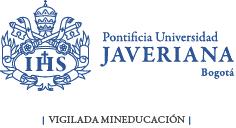 IHS
Pontificia Universidad
JAVERIANA
Bogotá
| VIGILADA MINEDUCACIÓN |